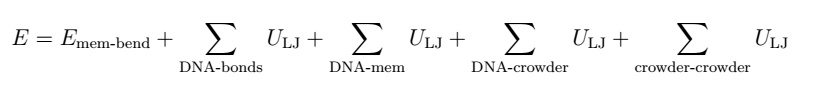 E = E_mem-bend + ∑_DNA-bonds U_LJ + ∑_DNA-mem U_LJ + ∑_DNA-crowder U_LJ + ∑_crowder-crowder U_LJ